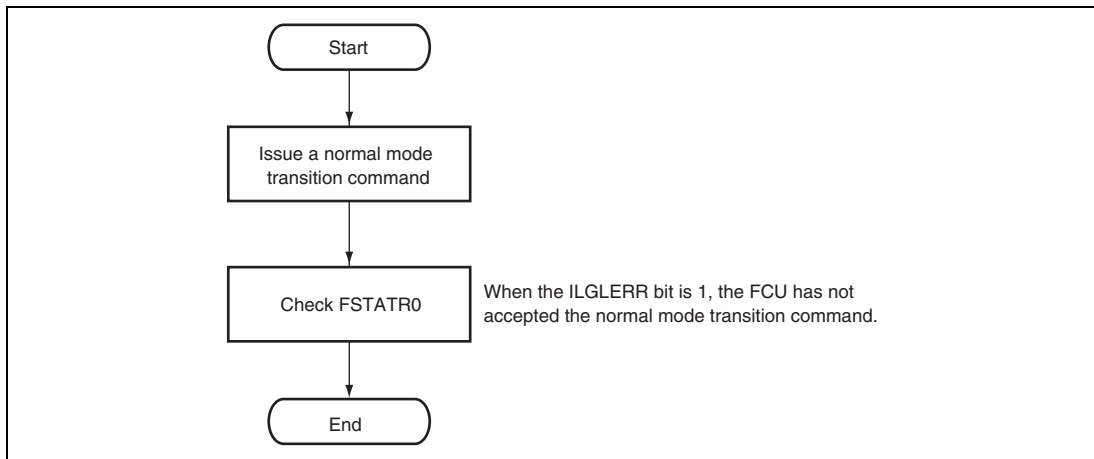 Start
Issue a normal mode
transition command
Check FSTATR0
When the ILGLERR bit is 1, the FCU has not
accepted the normal mode transition command.
End